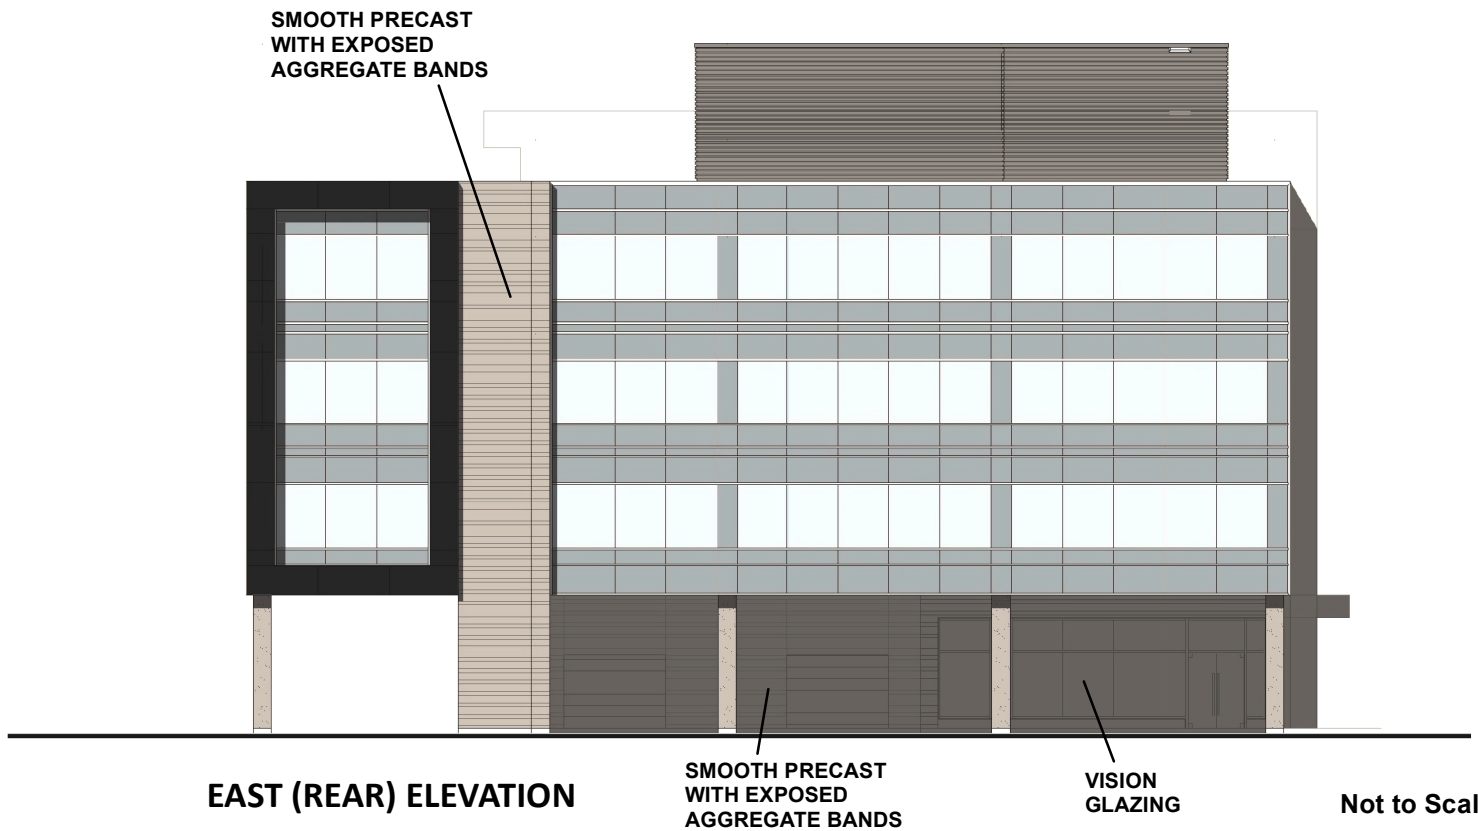 SMOOTH PRECAST
WITH EXPOSED
AGGREGATE BANDS
EAST (REAR) ELEVATION
SMOOTH PRECAST
WITH EXPOSED
AGGREGATE BANDS
VISION
GLAZING
Not to Scal